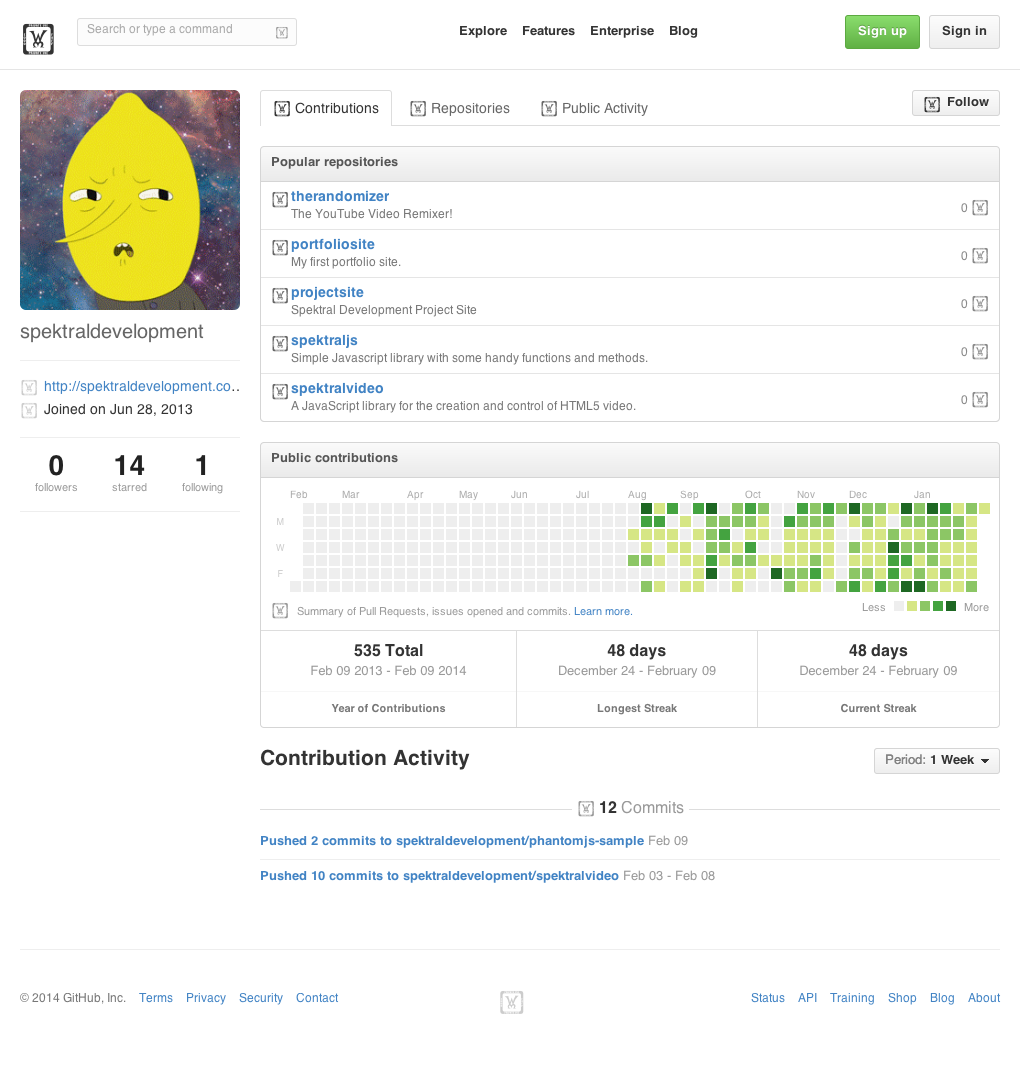 Search or type a command
Explore Features Enterprise Blog
Sign up Sign in
Contributions Repositories Public Activity
Follow
spektraldevelopment
http://spektraldevelopment.co…
Joined on Jun 28, 2013
0 14 1
followers starred following
Popular repositories
therandomizer
The YouTube Video Remixer!
0
portfoliosite
My first portfolio site.
0
projectsite
Spektral Development Project Site
0
spektraljs
Simple Javascript library with some handy functions and methods.
0
spektralvideo
A JavaScript library for the creation and control of HTML5 video.
0
Public contributions
Feb Mar Apr May Jun Jul Aug Sep Oct Nov Dec Jan
M
W
F
Summary of Pull Requests, issues opened and commits. Learn more.
Less More
535 Total 48 days 48 days
Feb 09 2013 - Feb 09 2014 December 24 - February 09 December 24 - February 09
Year of Contributions Longest Streak Current Streak
Contribution Activity
Period: 1 Week
12 Commits
Pushed 2 commits to spektraldevelopment/phantomjs-sample Feb 09
Pushed 10 commits to spektraldevelopment/spektralvideo Feb 03 - Feb 08
© 2014 GitHub, Inc. Terms Privacy Security Contact
Status API Training Shop Blog About